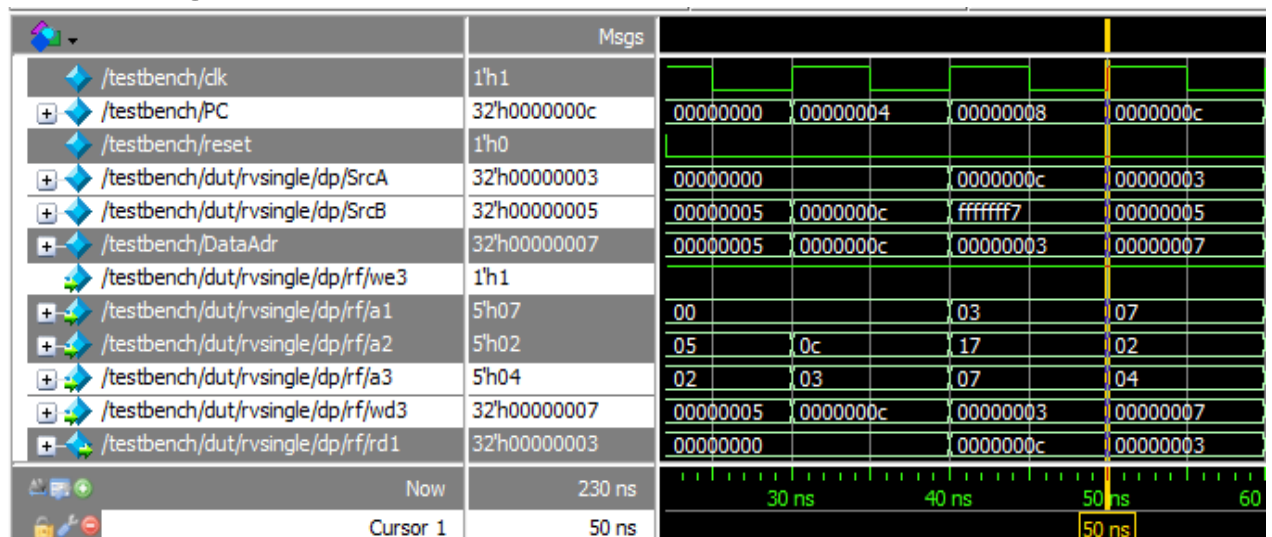 Msgs
/testbench/clk 1'h1
/testbench/PC 32'h0000000c 00000000 00000004 00000008 0000000c
/testbench/reset 1'h0
/testbench/dut/rvsingle/dp/SrcA 32'h00000003 00000000 0000000c 00000003
/testbench/dut/rvsingle/dp/SrcB 32'h00000005 00000005 0000000c fffffff7 00000005
/testbench/DataAdr 32'h00000007 00000005 0000000c 00000003 00000007
/testbench/dut/rvsingle/dp/rf/we3 1'h1
/testbench/dut/rvsingle/dp/rf/a1 5'h07 00 03 07
/testbench/dut/rvsingle/dp/rf/a2 5'h02 05 0c 17 02
/testbench/dut/rvsingle/dp/rf/a3 5'h04 02 03 07 04
/testbench/dut/rvsingle/dp/rf/wd3 32'h00000007 00000005 0000000c 00000003 00000007
/testbench/dut/rvsingle/dp/rf/rd1 32'h00000003 00000000 0000000c 00000003
Now 230 ns 30 ns 40 ns 50 ns 60
Cursor 1 50 ns 50 ns